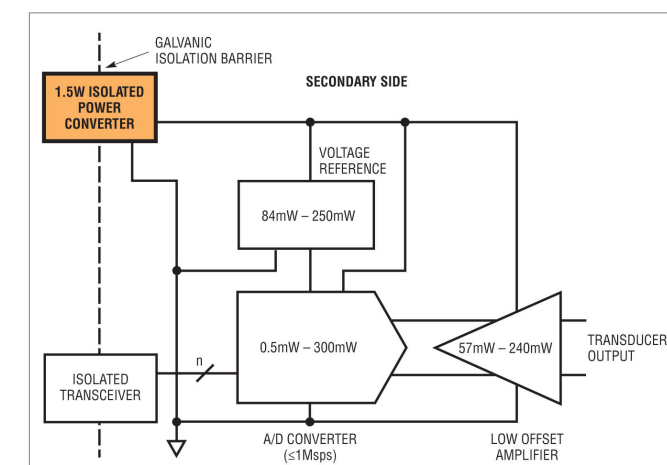 GALVANIC
ISOLATION BARRIER
SECONDARY SIDE
1.5W ISOLATED
POWER
CONVERTER
VOLTAGE
REFERENCE
84mW – 250mW
0.5mW – 300mW
57mW – 240mW
TRANSDUCER
OUTPUT
n
ISOLATED
TRANSCEIVER
A/D CONVERTER
(≤1Msps)
LOW OFFSET
AMPLIFIER